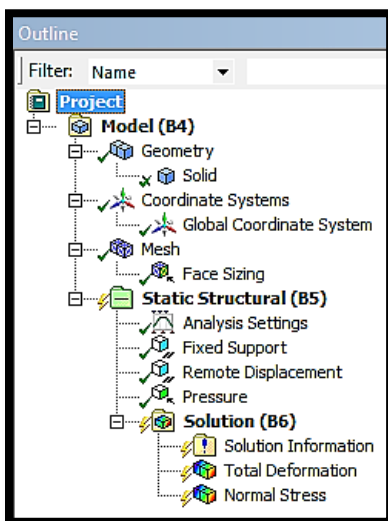 Outline
Filter: Name
Project
Model (B4)
Geometry
Solid
Coordinate Systems
Global Coordinate System
Mesh
Face Sizing
Static Structural (B5)
Analysis Settings
Fixed Support
Remote Displacement
Pressure
Solution (B6)
Solution Information
Total Deformation
Normal Stress